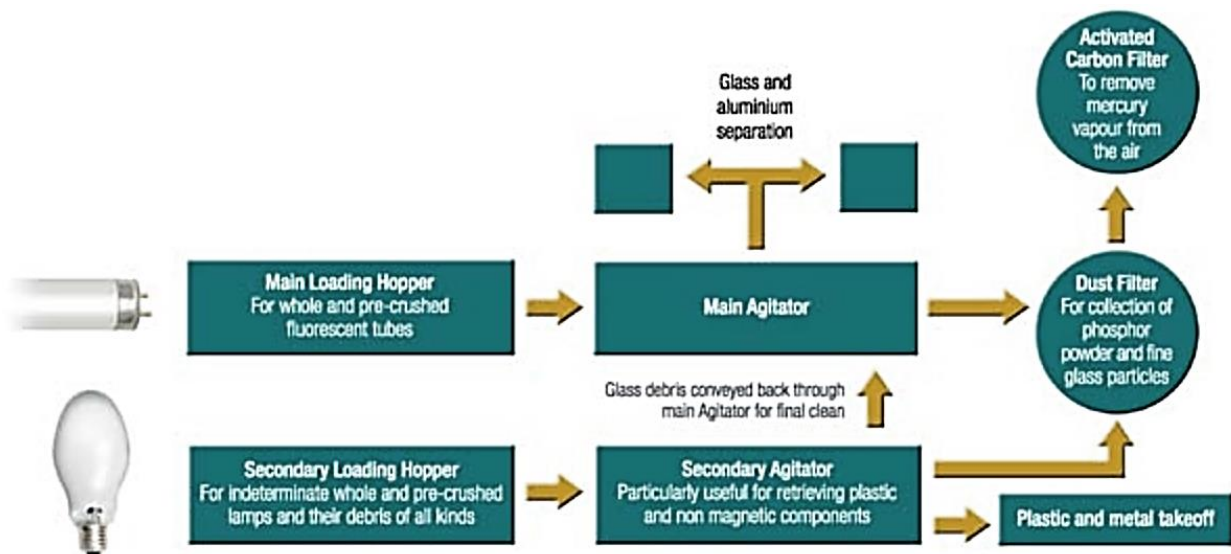 Activated
Carbon Filter
To remove
mercury
vapour from
the air
Glass and
aluminium
separation
Main Loading Hopper
For whole and pre-crushed
fluorescent tubes
Main Agitator
Dust Filter
For collection of
phosphor
powder and fine
glass particles
Glass debris conveyed back through
main Agitator for final clean
Secondary Loading Hopper
For indeterminate whole and pre-crushed
lamps and their debris of all kinds
Secondary Agitator
Particularly useful for retrieving plastic
and non magnetic components
Plastic and metal takeoff